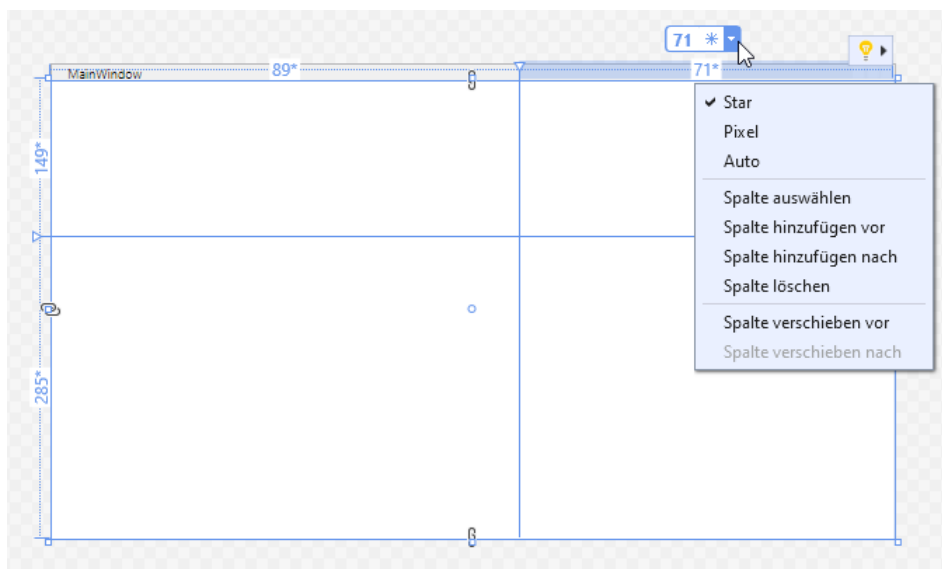 71 *
MainWindow
89*
71*
149*
285*
Star
Pixel
Auto
Spalte auswählen
Spalte hinzufügen vor
Spalte hinzufügen nach
Spalte löschen
Spalte verschieben vor
Spalte verschieben nach